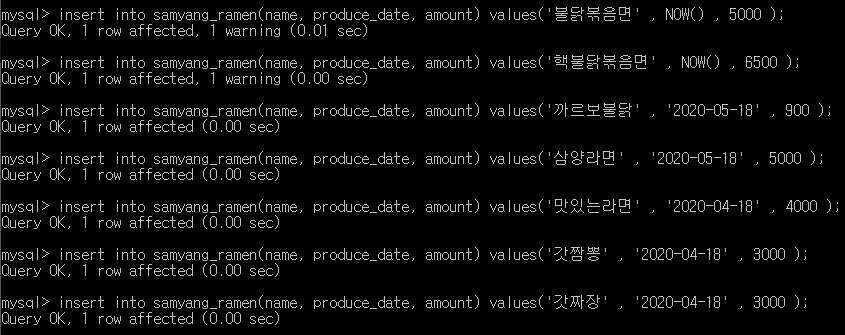 mysql> insert into samyang_ramen(name, produce_date, amount) values('불닭볶음면' , NOW() , 5000 );
Query OK, 1 row affected, 1 warning (0.01 sec)
mysql> insert into samyang_ramen(name, produce_date, amount) values('핵불닭볶음면' , NOW() , 6500 );
Query OK, 1 row affected, 1 warning (0.00 sec)
mysql> insert into samyang_ramen(name, produce_date, amount) values('까르보불닭' , '2020-05-18' , 900 );
Query OK, 1 row affected (0.00 sec)
mysql> insert into samyang_ramen(name, produce_date, amount) values('삼양라면' , '2020-05-18' , 5000 );
Query OK, 1 row affected (0.00 sec)
mysql> insert into samyang_ramen(name, produce_date, amount) values('맛있는라면' , '2020-04-18' , 4000 );
Query OK, 1 row affected (0.00 sec)
mysql> insert into samyang_ramen(name, produce_date, amount) values('갓짬뽕' , '2020-04-18' , 3000 );
Query OK, 1 row affected (0.00 sec)
mysql> insert into samyang_ramen(name, produce_date, amount) values('갓짜장' , '2020-04-18' , 3000 );
Query OK, 1 row affected (0.00 sec)